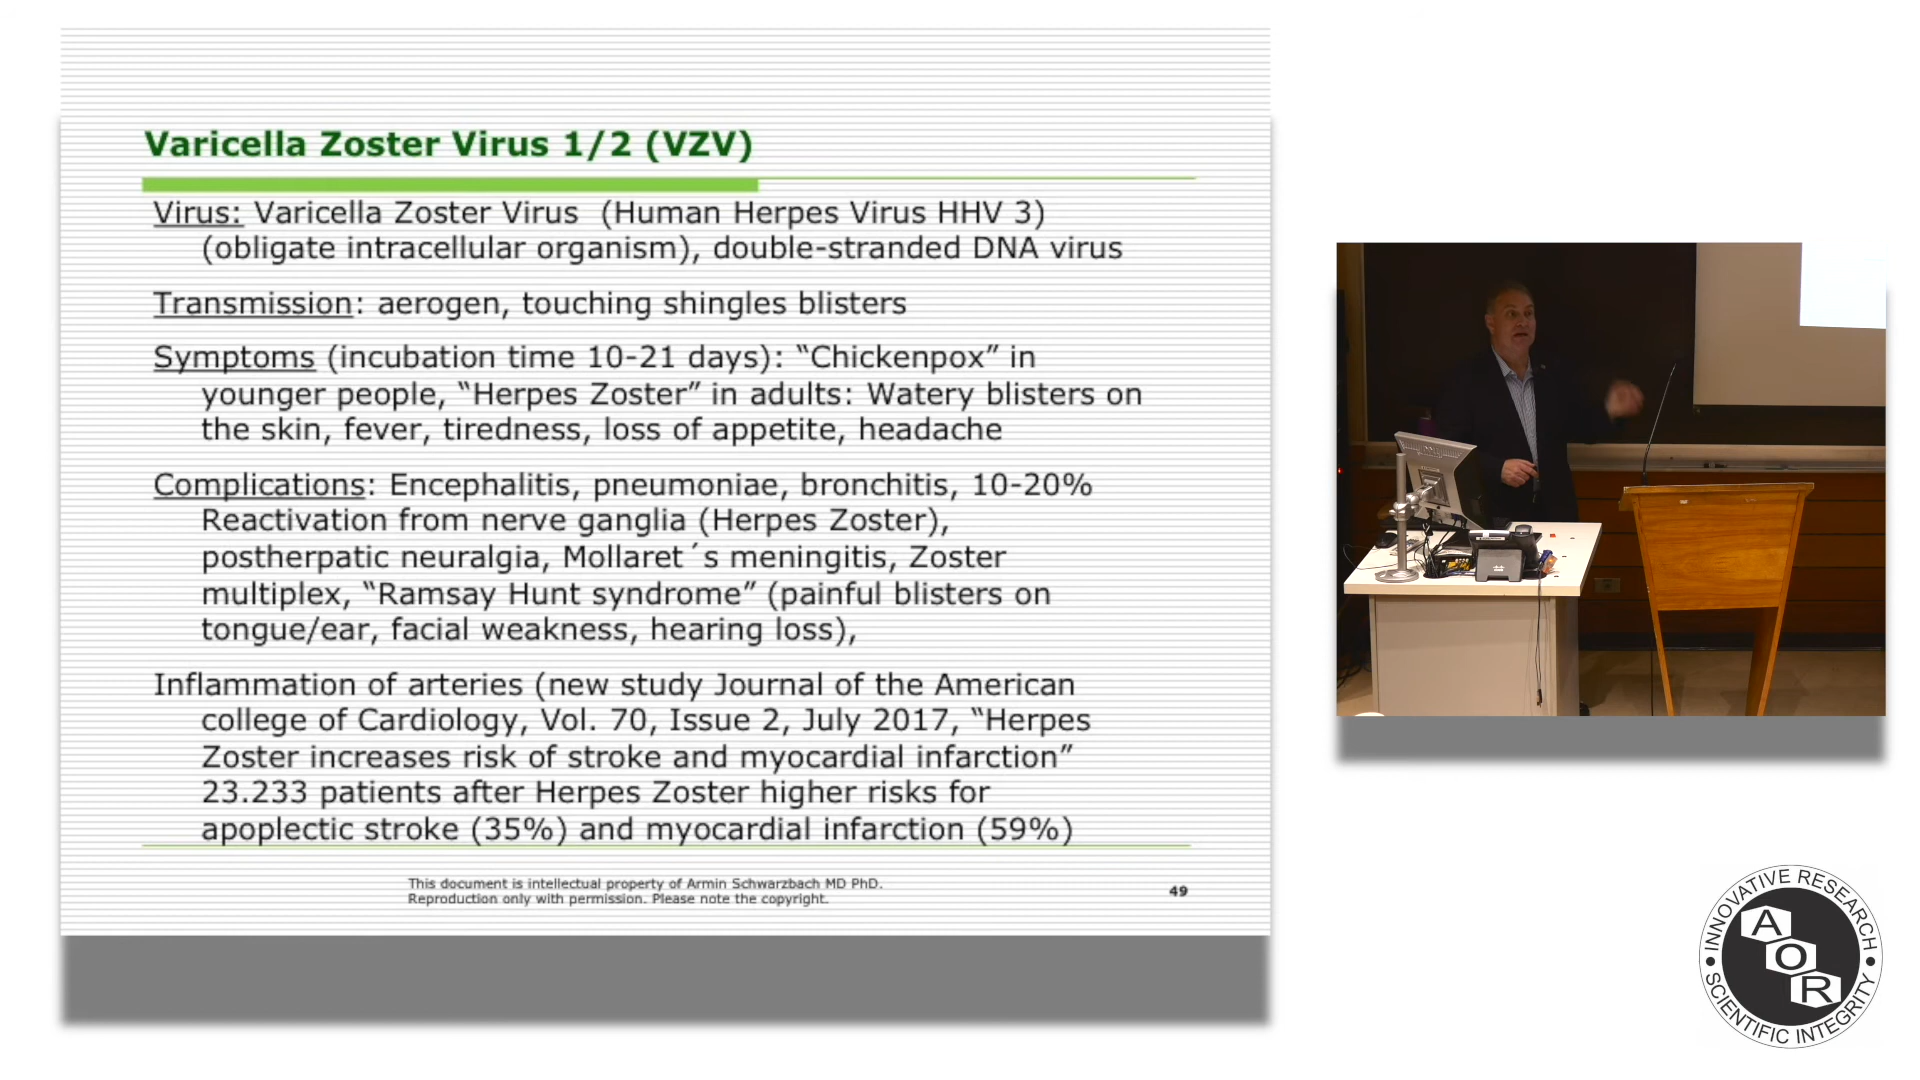 Varicella Zoster Virus 1/2 (VZV)
Virus: Varicella Zoster Virus  (Human Herpes Virus HHV 3)
(obligate intracellular organism), double-stranded DNA virus
Transmission: aerogen, touching shingles blisters
Symptoms (incubation time 10-21 days): “Chickenpox” in
younger people, “Herpes Zoster” in adults: Watery blisters on
the skin, fever, tiredness, loss of appetite, headache
Complications: Encephalitis, pneumoniae, bronchitis, 10-20%
Reactivation from nerve ganglia (Herpes Zoster),
postherpatic neuralgia, Mollaret´s meningitis, Zoster
multiplex, “Ramsay Hunt syndrome” (painful blisters on
tongue/ear, facial weakness, hearing loss),
Inflammation of arteries (new study Journal of the American
college of Cardiology, Vol. 70, Issue 2, July 2017, “Herpes
Zoster increases risk of stroke and myocardial infarction”
23.233 patients after Herpes Zoster higher risks for
apoplectic stroke (35%) and myocardial infarction (59%)
This document is intellectual property of Armin Schwarzbach MD PhD.
Reproduction only with permission. Please note the copyright.
49
INNOVATIVE RESEARCH
AOR
SCIENTIFIC INTEGRITY